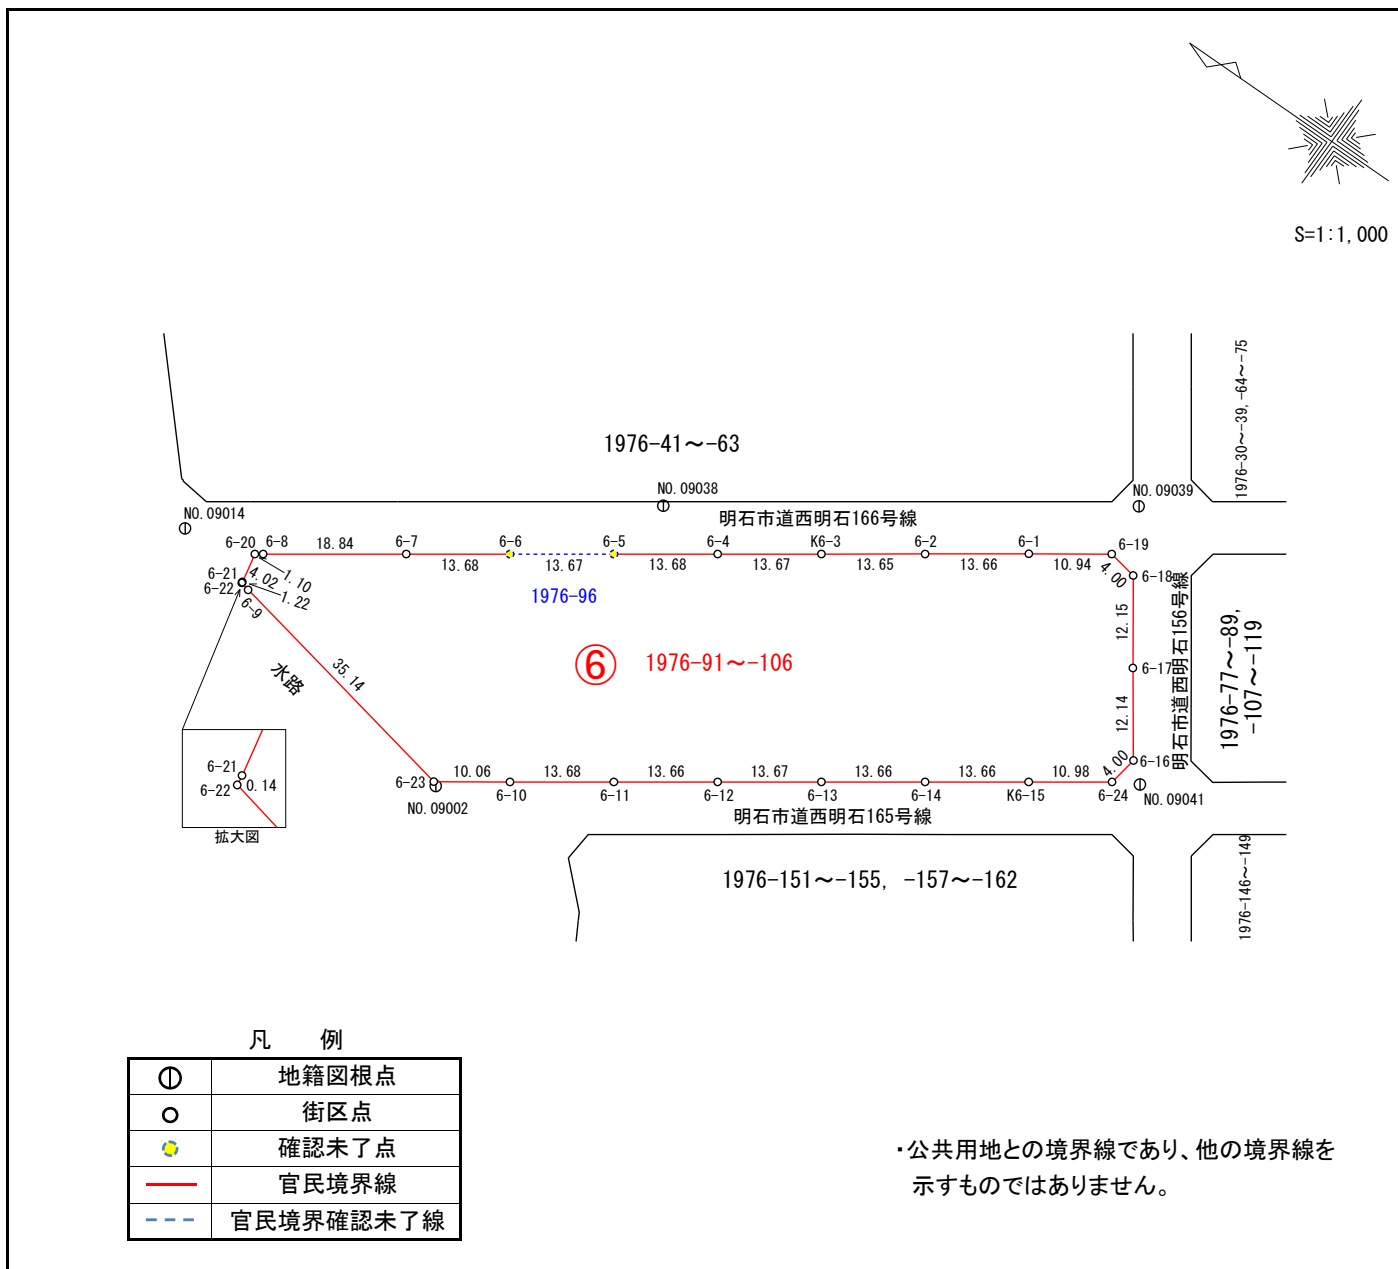 S=1:1,000
1976-30～-39, -64～-75
1976-41～-63
NO.09014
NO.09038
NO.09039
明石市道西明石166号線
6-20
6-8
18.84
6-7
6-6
6-5
6-4
K6-3
6-2
6-1
6-19
13.68
13.67
13.68
13.67
13.65
13.66
10.94
4.00
6-18
6-21
4.02
1.10
6-22
1.22
6-9
1976-96
12.15
明石市道西明石156号線
1976-77～-89,
-107～-119
⑥
1976-91～-106
6-17
水路
35.14
12.14
6-16
4.00
6-21
6-22
0.14
拡大図
6-23
10.06
13.68
13.66
13.67
13.66
13.66
10.98
NO.09002
6-10
6-11
6-12
6-13
6-14
K6-15
6-24
NO.09041
明石市道西明石165号線
1976-151～-155, -157～-162
1976-146～-149
凡 例
地籍図根点
街区点
確認未了点
官民境界線
官民境界確認未了線
・公共用地との境界線であり、他の境界線を
示すものではありません。